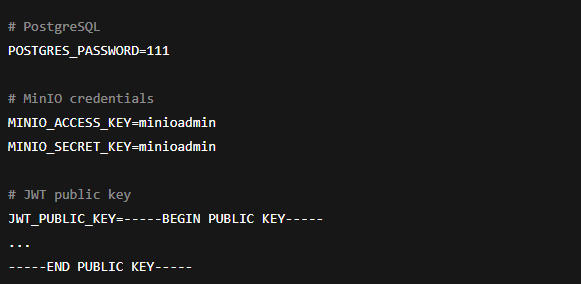 # PostgreSQL
POSTGRES_PASSWORD=111
# MinIO credentials
MINIO_ACCESS_KEY=minioadmin
MINIO_SECRET_KEY=minioadmin
# JWT public key
JWT_PUBLIC_KEY=-----BEGIN PUBLIC KEY-----
...
-----END PUBLIC KEY-----